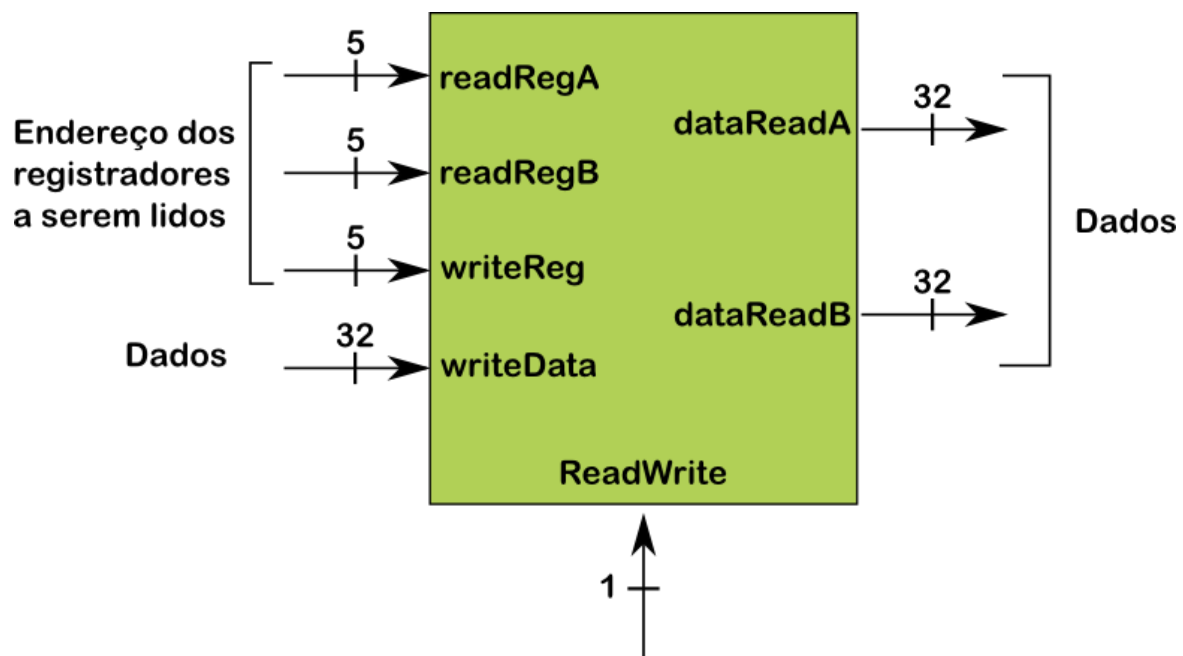 5
readRegA
Endereço dos
registradores
a serem lidos
5
readRegB
5
writeReg
Dados
32
writeData
32
dataReadA
Dados
32
dataReadB
ReadWrite
1